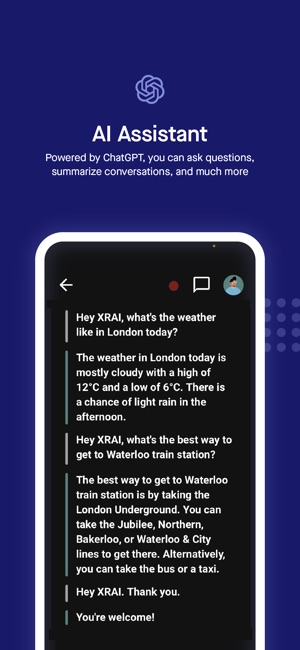 AI Assistant
Powered by ChatGPT, you can ask questions,
summarize conversations, and much more
Hey XRAI, what's the weather
like in London today?
The weather in London today is
mostly cloudy with a high of
12°C and a low of 6°C. There is
a chance of light rain in the
afternoon.
Hey XRAI, what's the best way to
get to Waterloo train station?
The best way to get to Waterloo
train station is by taking the
London Underground. You can
take the Jubilee, Northern,
Bakerloo, or Waterloo & City
lines to get there. Alternatively,
you can take the bus or a taxi.
Hey XRAI. Thank you.
You're welcome!